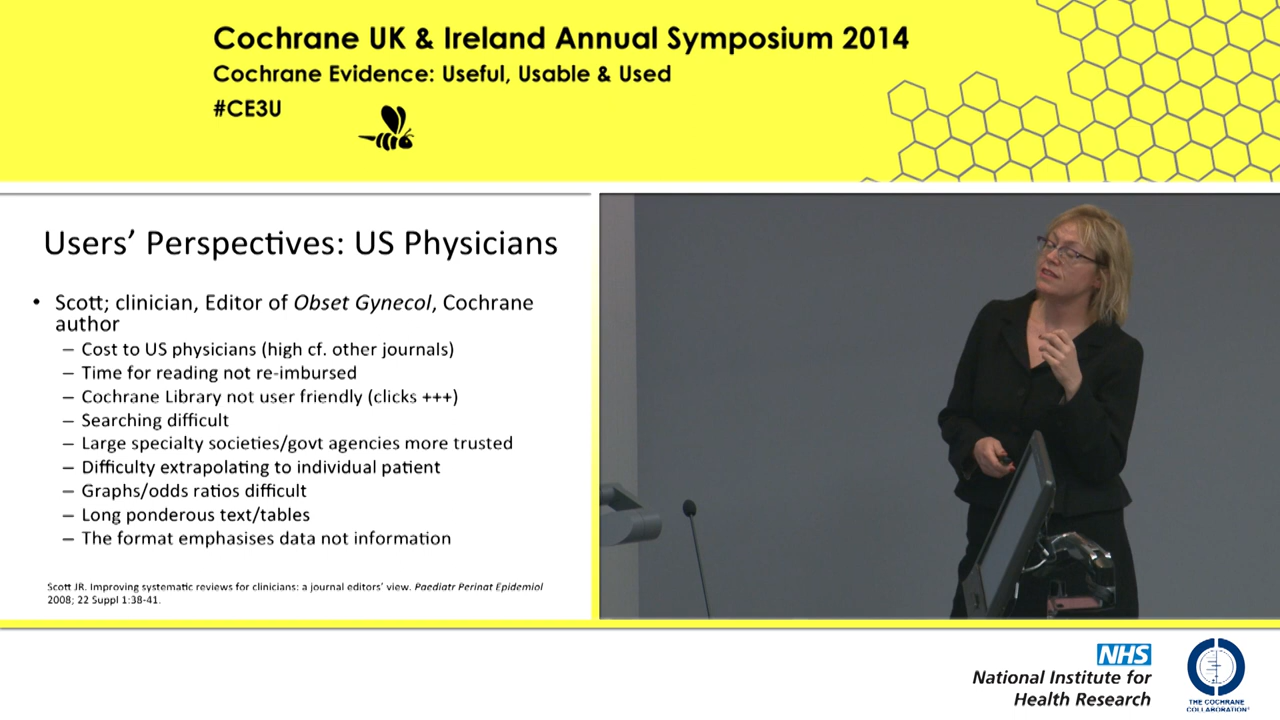 Cochrane UK & Ireland Annual Symposium 2014
Cochrane Evidence: Useful, Usable & Used
#CE3U
Users' Perspectives: US Physicians
• Scott; clinician, Editor of Obset Gynecol, Cochrane
author
– Cost to US physicians (high cf. other journals)
– Time for reading not re-imbursed
– Cochrane Library not user friendly (clicks +++)
– Searching difficult
– Large specialty societies/govt agencies more trusted
– Difficulty extrapolating to individual patient
– Graphs/odds ratios difficult
– Long ponderous text/tables
– The format emphasises data not information
Scott JR. Improving systematic reviews for clinicians: a journal editors' view. Paediatr Perinat Epidemiol
2008; 22 Suppl 1:38-41.
NHS
National Institute for
Health Research
THE COCHRANE
COLLABORATION®